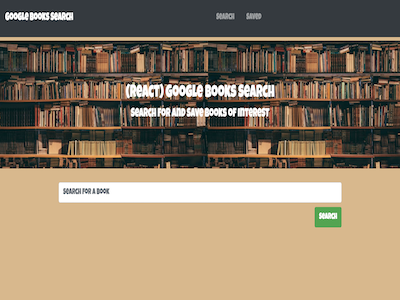 Google Books Search
Search Saved
(React) Google Books Search
Search for and Save Books of Interest
Search for a Book
Search